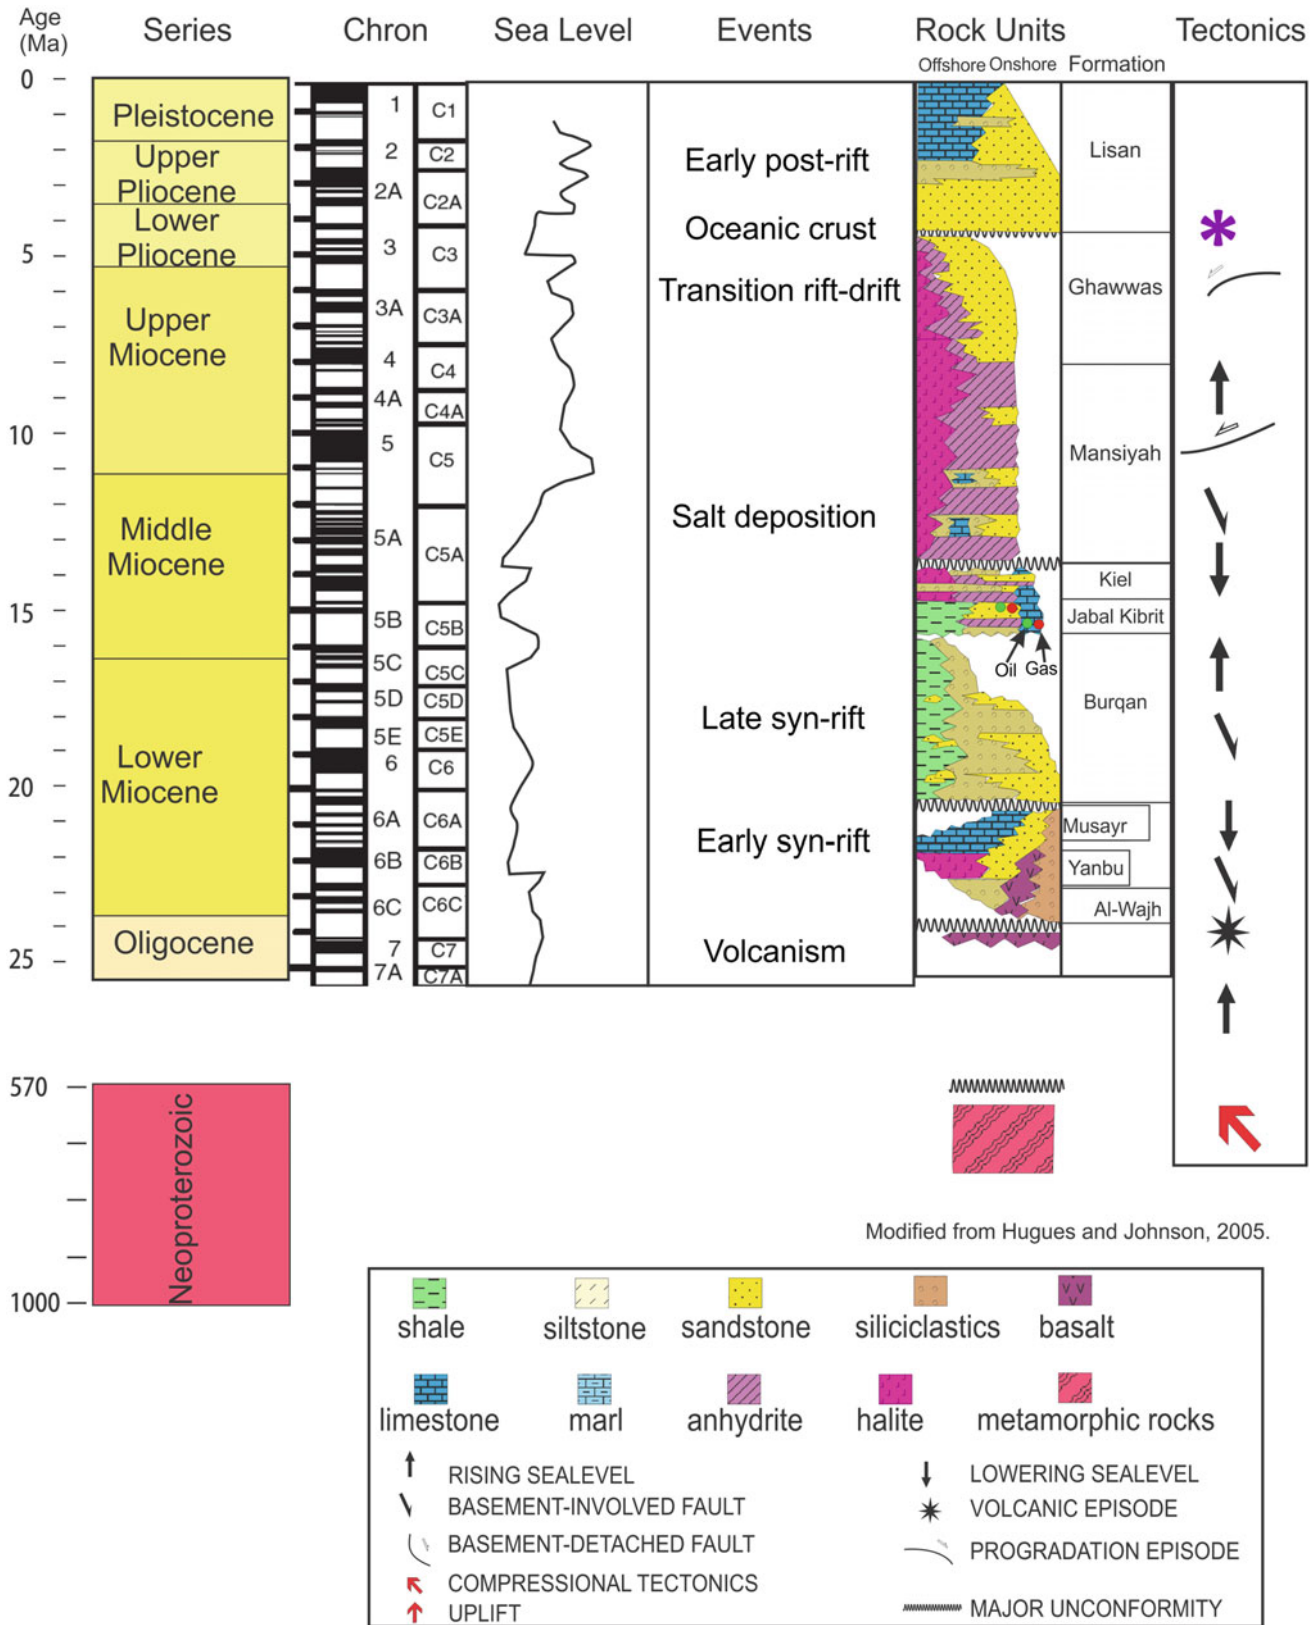 Age
(Ma)
Series
Chron
Sea Level
Events
Rock Units
Tectonics
Offshore Onshore
Formation
0
5
10
15
20
25
570
1000
Pleistocene
Upper
Pliocene
Lower
Pliocene
Upper
Miocene
Middle
Miocene
Lower
Miocene
Oligocene
Neoproterozoic
1
2
2A
3
3A
4
4A
5
5A
5B
5C
5D
5E
6
6A
6B
6C
7
7A
C1
C2
C2A
C3
C3A
C4
C4A
C5
C5A
C5B
C5C
C5D
C5E
C6
C6A
C6B
C6C
C7
C7A
Early post-rift
Oceanic crust
Transition rift-drift
Salt deposition
Late syn-rift
Early syn-rift
Volcanism
Oil Gas
Lisan
Ghawwas
Mansiyah
Kiel
Jabal Kibrit
Burqan
Musayr
Yanbu
Al-Wajh
Modified from Hugues and Johnson, 2005.
shale
siltstone
sandstone
siliciclastics
basalt
limestone
marl
anhydrite
halite
metamorphic rocks
RISING SEALEVEL
BASEMENT-INVOLVED FAULT
BASEMENT-DETACHED FAULT
COMPRESSIONAL TECTONICS
UPLIFT
LOWERING SEALEVEL
VOLCANIC EPISODE
PROGRADATION EPISODE
MAJOR UNCONFORMITY